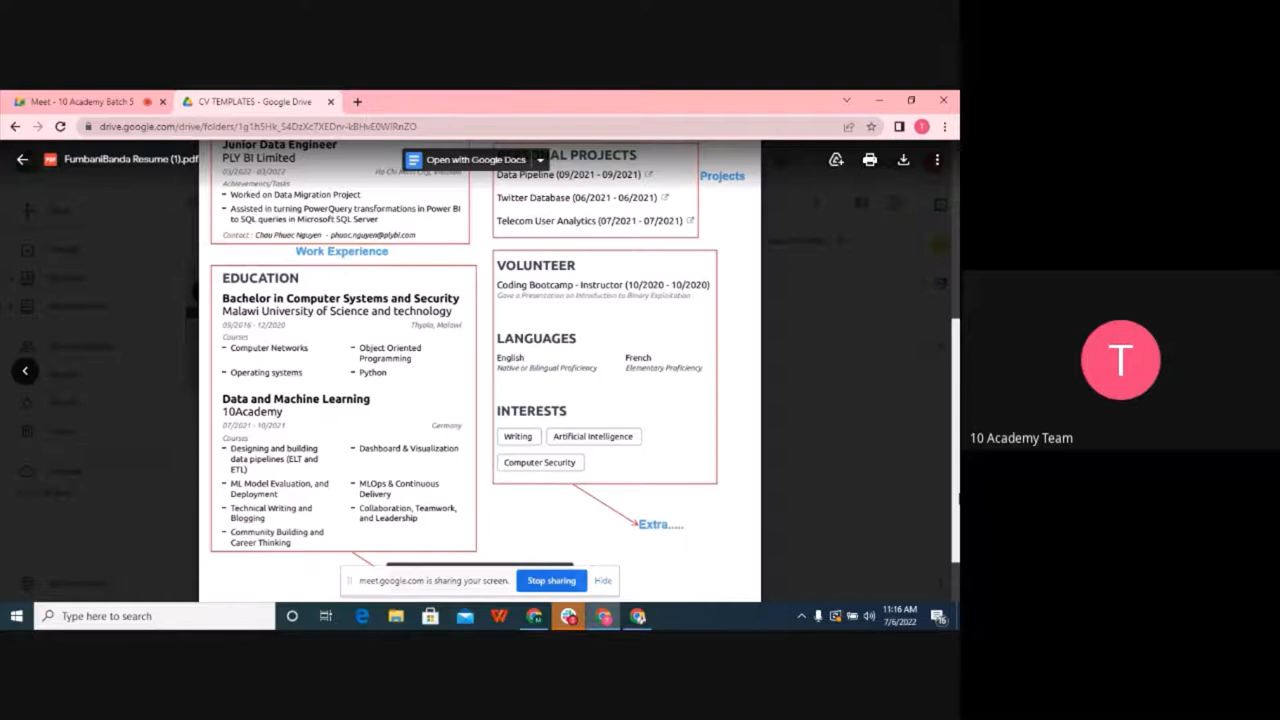 Meet - 10 Academy Batch 5
CV TEMPLATES - Google Drive
FumbaniBanda Resume (1).pdf
Open with Google Docs
Junior Data Engineer
PLY BI Limited
03/2022 - 03/2022
Achievements/Tasks
Worked on Data Migration Project
Assisted in turning PowerQuery transformations in Power BI
to SQL queries in Microsoft SQL Server
Contact : Chau Phuoc Nguyen - phuoc.nguyen@plybi.com
Work Experience
EDUCATION
Bachelor in Computer Systems and Security
Malawi University of Science and technology
09/2016 - 12/2020 Thyolo, Malawi
Courses
Computer Networks
Object Oriented
Programming
Operating systems
Python
Data and Machine Learning
10Academy
07/2021 - 10/2021 Germany
Courses
Designing and building
data pipelines (ELT and
ETL)
Dashboard & Visualization
ML Model Evaluation, and
Deployment
MLOps & Continuous
Delivery
Technical Writing and
Blogging
Collaboration, Teamwork,
and Leadership
Community Building and
Career Thinking
PROJECTS
Data Pipeline (09/2021 - 09/2021)
Twitter Database (06/2021 - 06/2021)
Telecom User Analytics (07/2021 - 07/2021)
Projects
VOLUNTEER
Coding Bootcamp - Instructor (10/2020 - 10/2020)
Gave a Presentation on Introduction to Binary Exploitation
LANGUAGES
English
Native or Bilingual Proficiency
French
Elementary Proficiency
INTERESTS
Writing
Artificial Intelligence
Computer Security
Extra.....
meet.google.com is sharing your screen.
Stop sharing
Hide
Type here to search
11:16 AM
7/6/2022
T
10 Academy Team